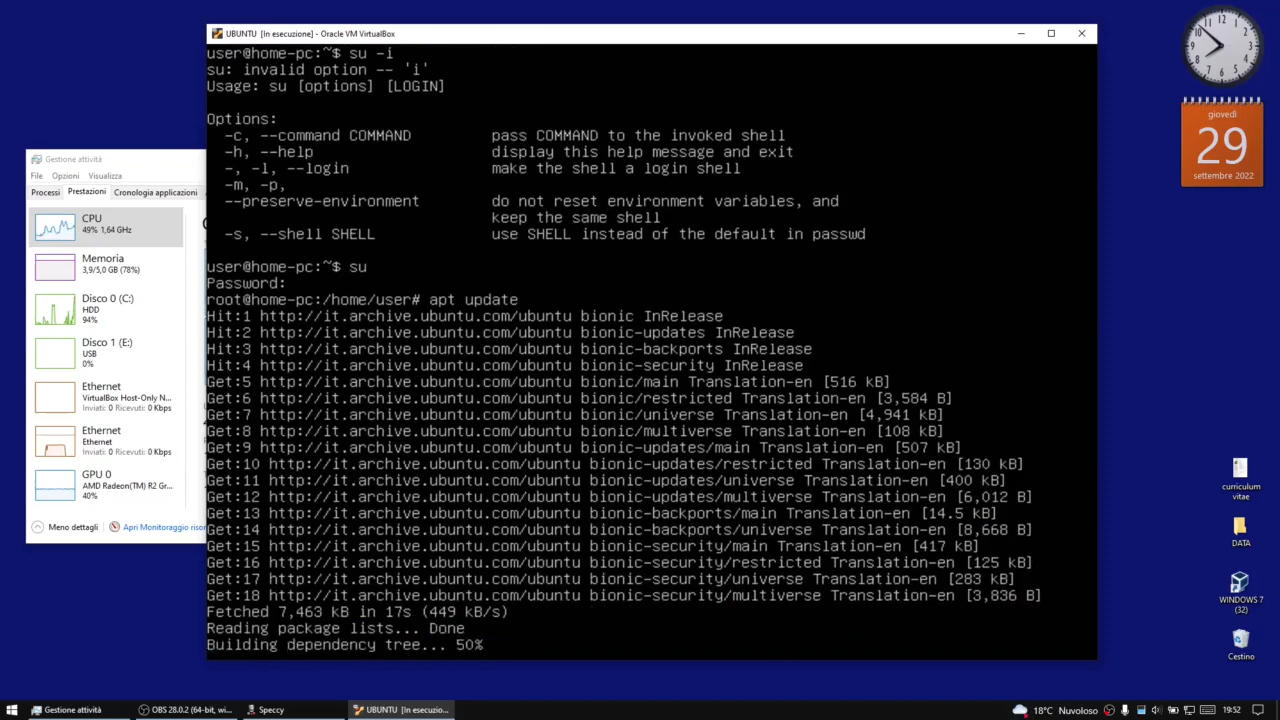 UBUNTU [In esecuzione] - Oracle VM VirtualBox
user@home-pc:~$ su -i
su: invalid option -- 'i'
Usage: su [options] [LOGIN]
Options:
-c, --command COMMAND pass COMMAND to the invoked shell
-h, --help display this help message and exit
-, -l, --login make the shell a login shell
-m, -p,
--preserve-environment do not reset environment variables, and
keep the same shell
-s, --shell SHELL use SHELL instead of the default in passwd
user@home-pc:~$ su
Password:
root@home-pc:/home/user# apt update
Hit:1 http://it.archive.ubuntu.com/ubuntu bionic InRelease
Hit:2 http://it.archive.ubuntu.com/ubuntu bionic-updates InRelease
Hit:3 http://it.archive.ubuntu.com/ubuntu bionic-backports InRelease
Hit:4 http://it.archive.ubuntu.com/ubuntu bionic-security InRelease
Get:5 http://it.archive.ubuntu.com/ubuntu bionic/main Translation-en [516 kB]
Get:6 http://it.archive.ubuntu.com/ubuntu bionic/restricted Translation-en [3,584 B]
Get:7 http://it.archive.ubuntu.com/ubuntu bionic/universe Translation-en [4,941 kB]
Get:8 http://it.archive.ubuntu.com/ubuntu bionic/multiverse Translation-en [108 kB]
Get:9 http://it.archive.ubuntu.com/ubuntu bionic-updates/main Translation-en [507 kB]
Get:10 http://it.archive.ubuntu.com/ubuntu bionic-updates/restricted Translation-en [130 kB]
Get:11 http://it.archive.ubuntu.com/ubuntu bionic-updates/universe Translation-en [400 kB]
Get:12 http://it.archive.ubuntu.com/ubuntu bionic-updates/multiverse Translation-en [6,012 B]
Get:13 http://it.archive.ubuntu.com/ubuntu bionic-backports/main Translation-en [14.5 kB]
Get:14 http://it.archive.ubuntu.com/ubuntu bionic-backports/universe Translation-en [8,668 B]
Get:15 http://it.archive.ubuntu.com/ubuntu bionic-security/main Translation-en [417 kB]
Get:16 http://it.archive.ubuntu.com/ubuntu bionic-security/restricted Translation-en [125 kB]
Get:17 http://it.archive.ubuntu.com/ubuntu bionic-security/universe Translation-en [283 kB]
Get:18 http://it.archive.ubuntu.com/ubuntu bionic-security/multiverse Translation-en [3,836 B]
Fetched 7,463 kB in 17s (449 kB/s)
Reading package lists... Done
Building dependency tree... 50%
Gestione attività
File Opzioni Visualizza
Processi Prestazioni Cronologia applicazioni
CPU
49% 1,64 GHz
Memoria
3,9/5,0 GB (78%)
Disco 0 (C:)
HDD
94%
Disco 1 (E:)
USB
0%
Ethernet
VirtualBox Host-Only N...
Inviati: 0 Ricevuti: 0 Kbps
Ethernet
Ethernet
Inviati: 0 Ricevuti: 0 Kbps
GPU 0
AMD Radeon(TM) R2 Gr...
40%
Meno dettagli Apri Monitoraggio risor
12
1
2
3
4
5
6
7
8
9
10
11
giovedì
29
settembre 2022
curriculum
vitae
DATA
WINDOWS 7
(32)
Cestino
Gestione attività
OBS 28.0.2 (64-bit, wi...
Speccy
UBUNTU [In esecuzio...
18°C Nuvoloso
19:52